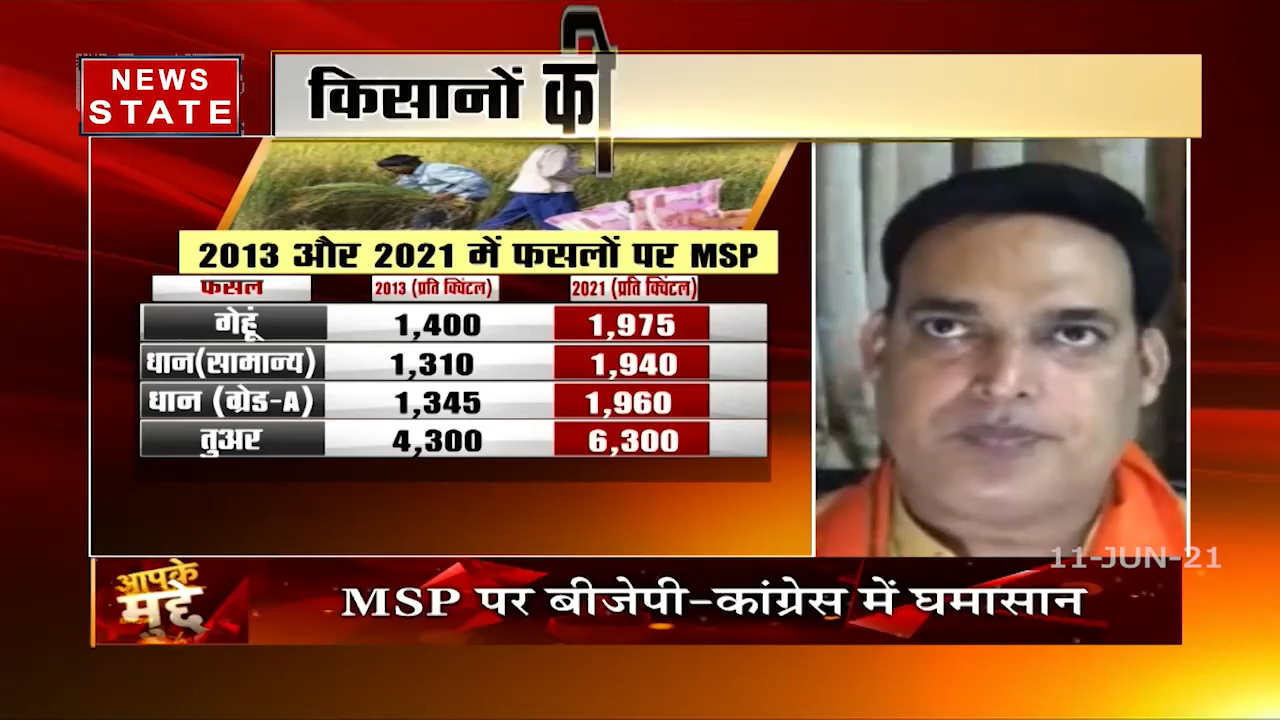 NEWS
STATE
किसानों की
2013 और 2021 में फसलों पर MSP
फसल 2013 (प्रति क्विंटल) 2021 (प्रति क्विंटल)
गेहूं 1,400 1,975
धान(सामान्य) 1,310 1,940
धान (ग्रेड-A) 1,345 1,960
तुअर 4,300 6,300
11-JUN-21
आपके
मुद्दे
MSP पर बीजेपी-कांग्रेस में घमासान